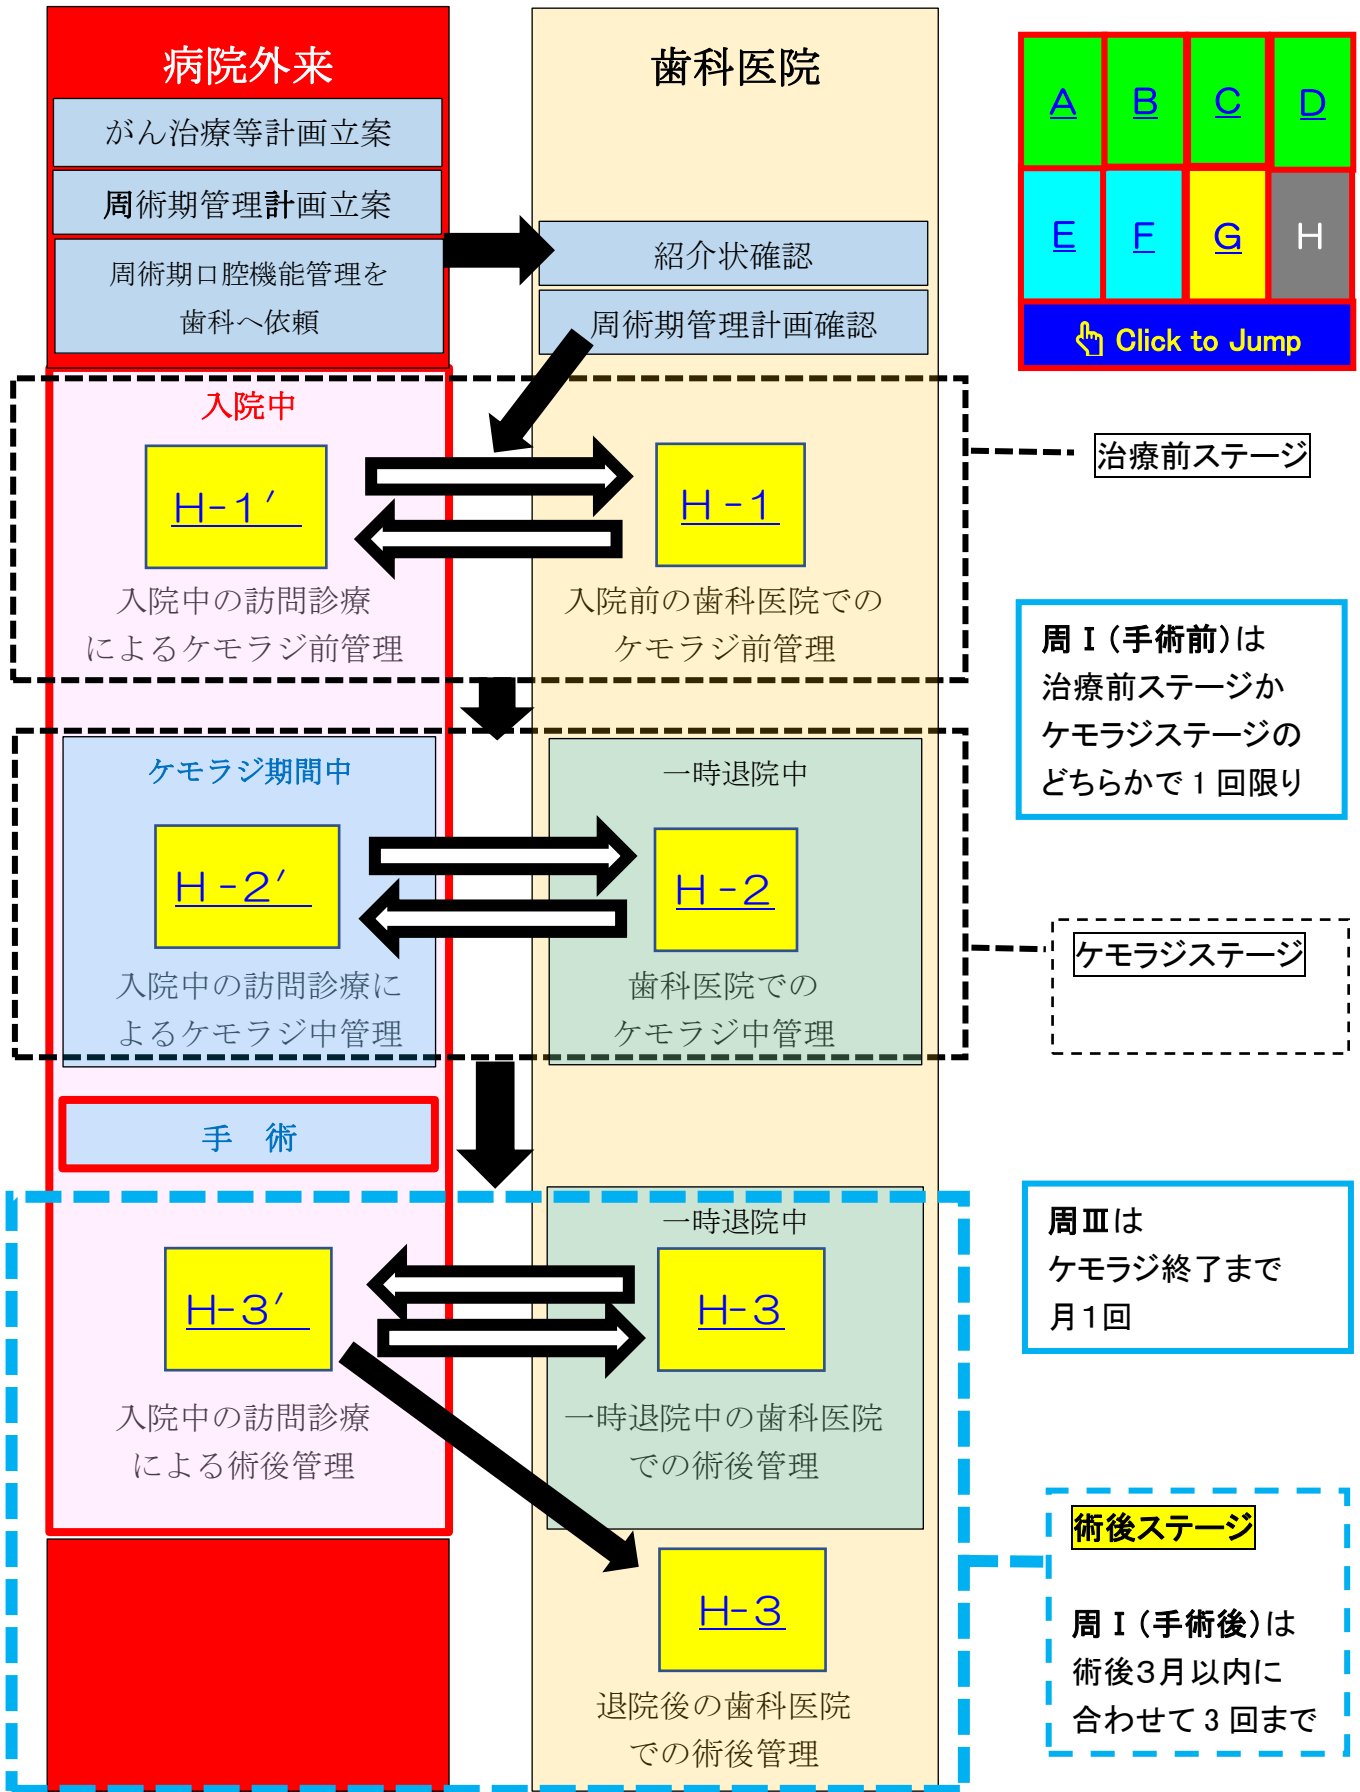 病院外来
がん治療等計画立案
周術期管理計画立案
周術期口腔機能管理を
歯科へ依頼
歯科医院
紹介状確認
周術期管理計画確認
A B C D
E F G H
Click to Jump
入院中
H-1′
入院中の訪問診療
によるケモラジ前管理
H-1
入院前の歯科医院での
ケモラジ前管理
治療前ステージ
周Ⅰ(手術前)は
治療前ステージか
ケモラジステージの
どちらかで1回限り
ケモラジ期間中
H-2′
入院中の訪問診療に
よるケモラジ中管理
一時退院中
H-2
歯科医院での
ケモラジ中管理
ケモラジステージ
手 術
H-3′
入院中の訪問診療
による術後管理
一時退院中
H-3
一時退院中の歯科医院
での術後管理
周Ⅲは
ケモラジ終了まで
月1回
H-3
退院後の歯科医院
での術後管理
術後ステージ
周Ⅰ(手術後)は
術後3月以内に
合わせて3回まで